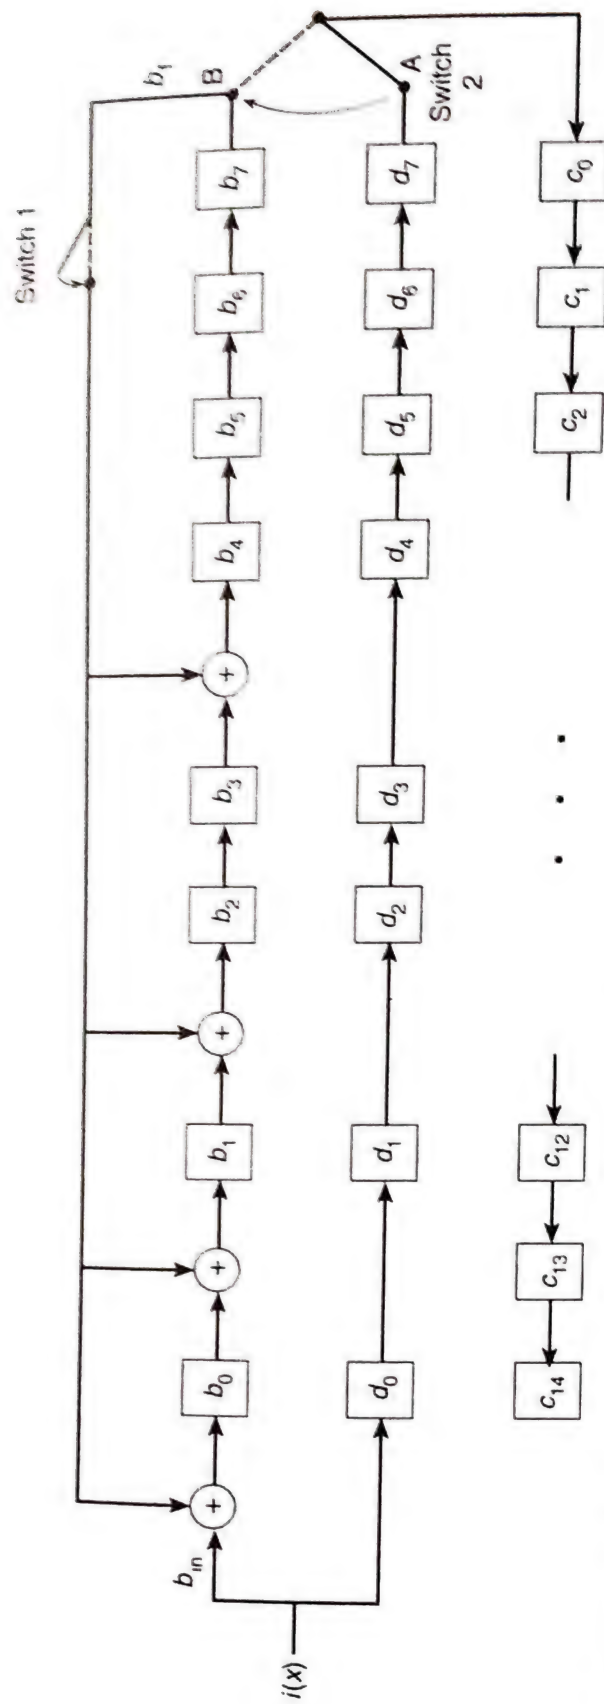 Switch 1
b₁
B
b₀ b₁ b₂ b₃ b₄ b₅ b₆ b₇
bᵢₙ
i(x)
d₀ d₁ d₂ d₃ d₄ d₅ d₆ d₇
A
Switch
2
c₁₄ c₁₃ c₁₂ . . . c₂ c₁ c₀
+ + + +